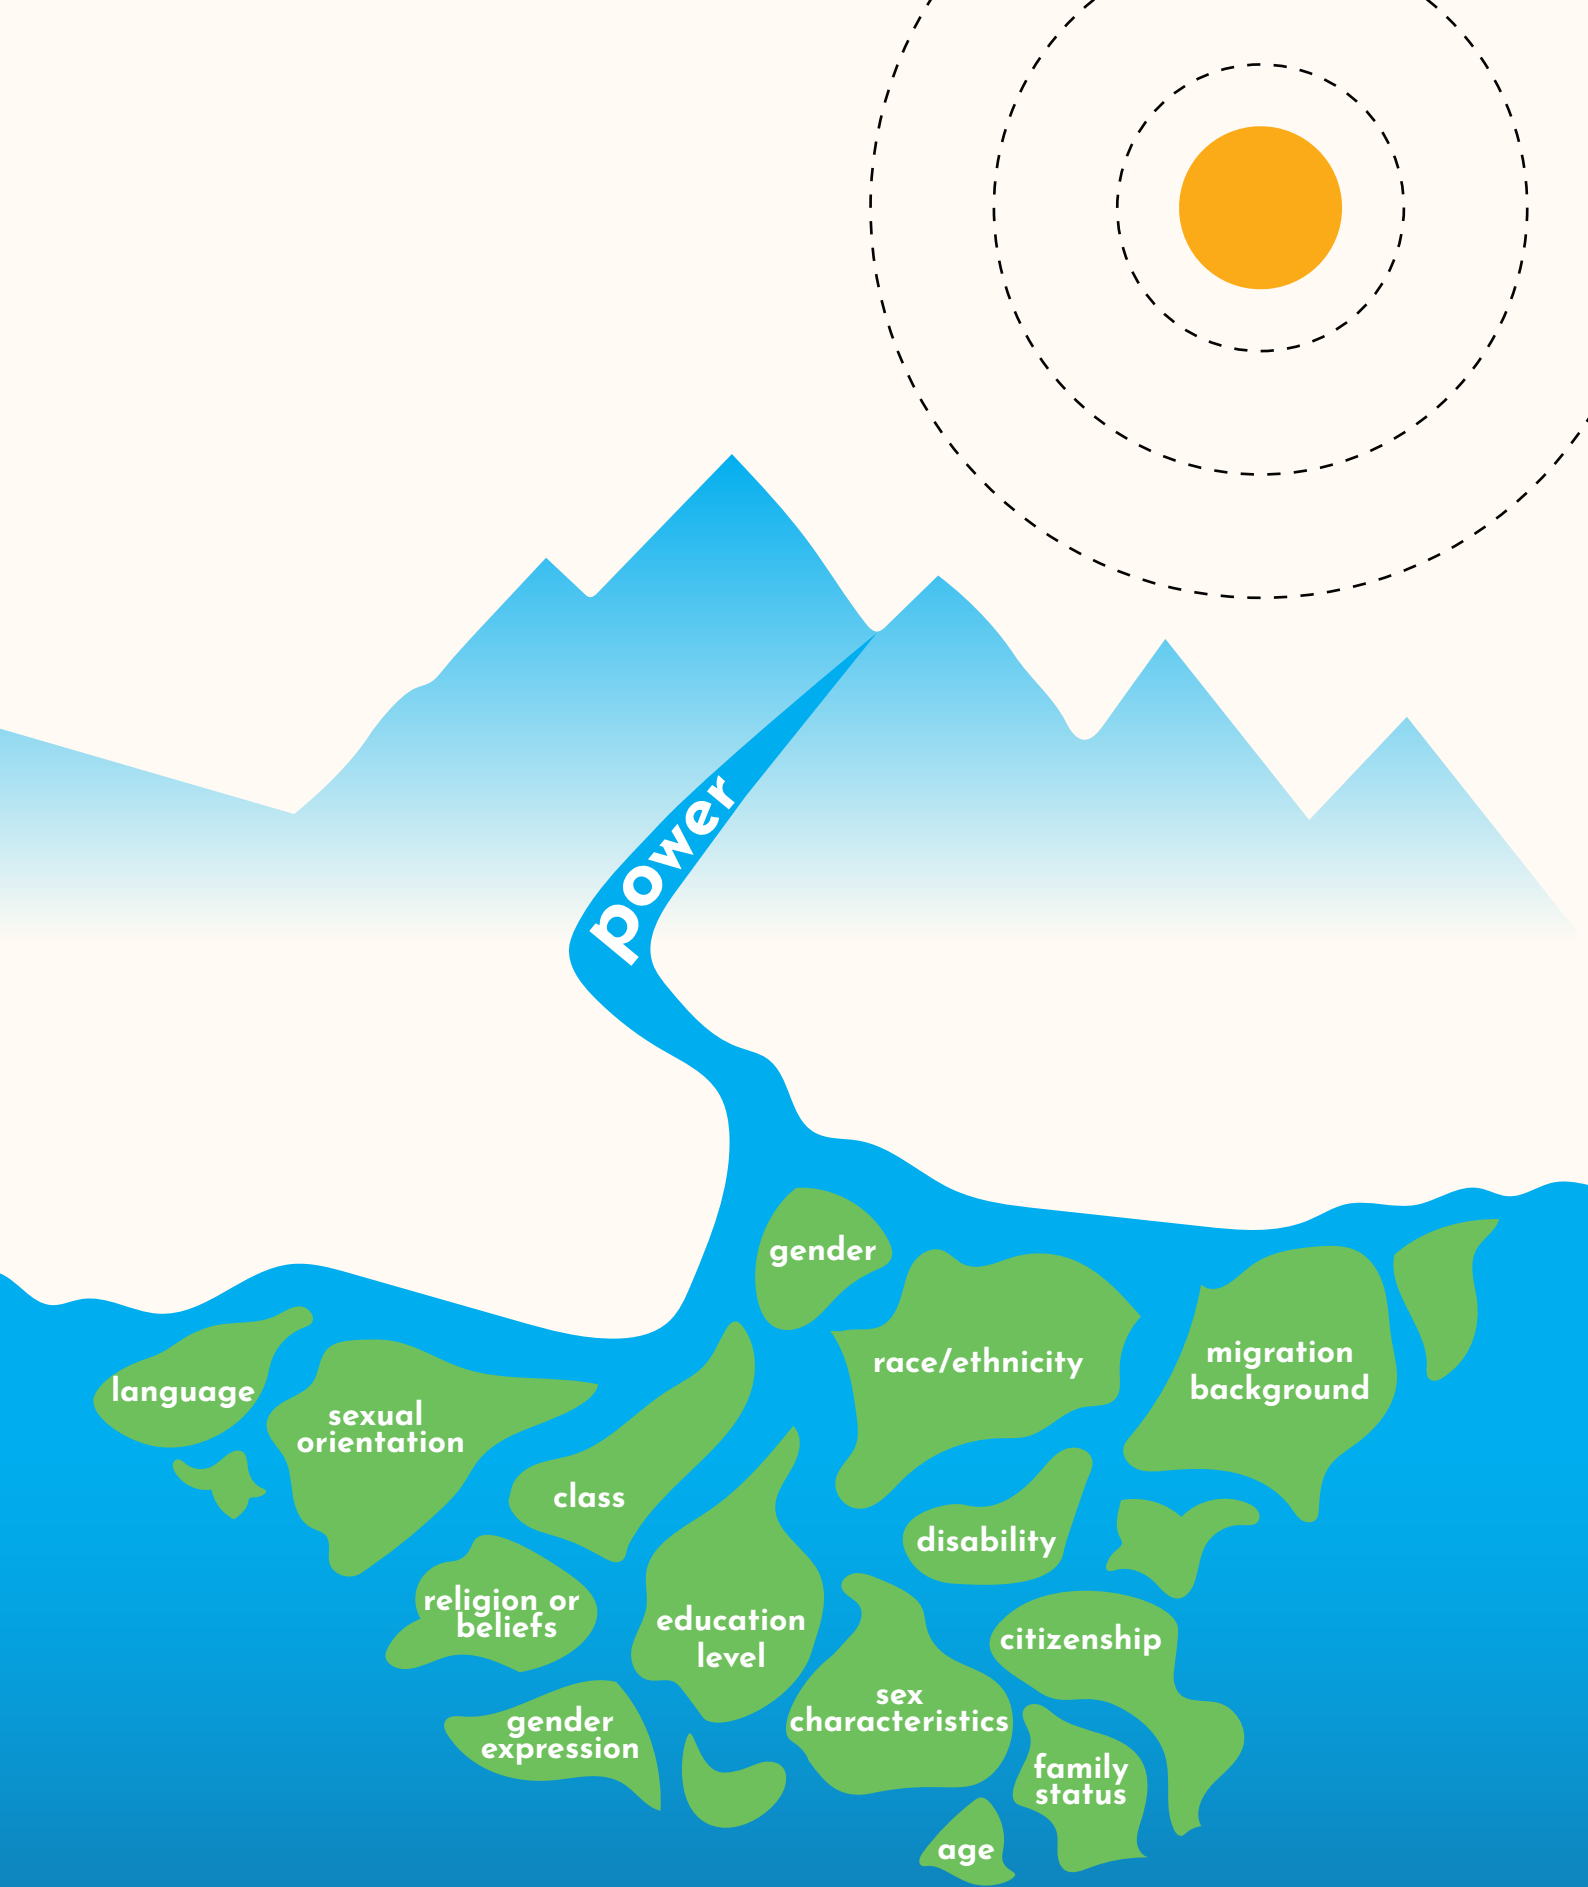 power
gender
race/ethnicity
migration
background
language
sexual
orientation
class
disability
religion or
beliefs
education
level
citizenship
sex
characteristics
gender
expression
family
status
age